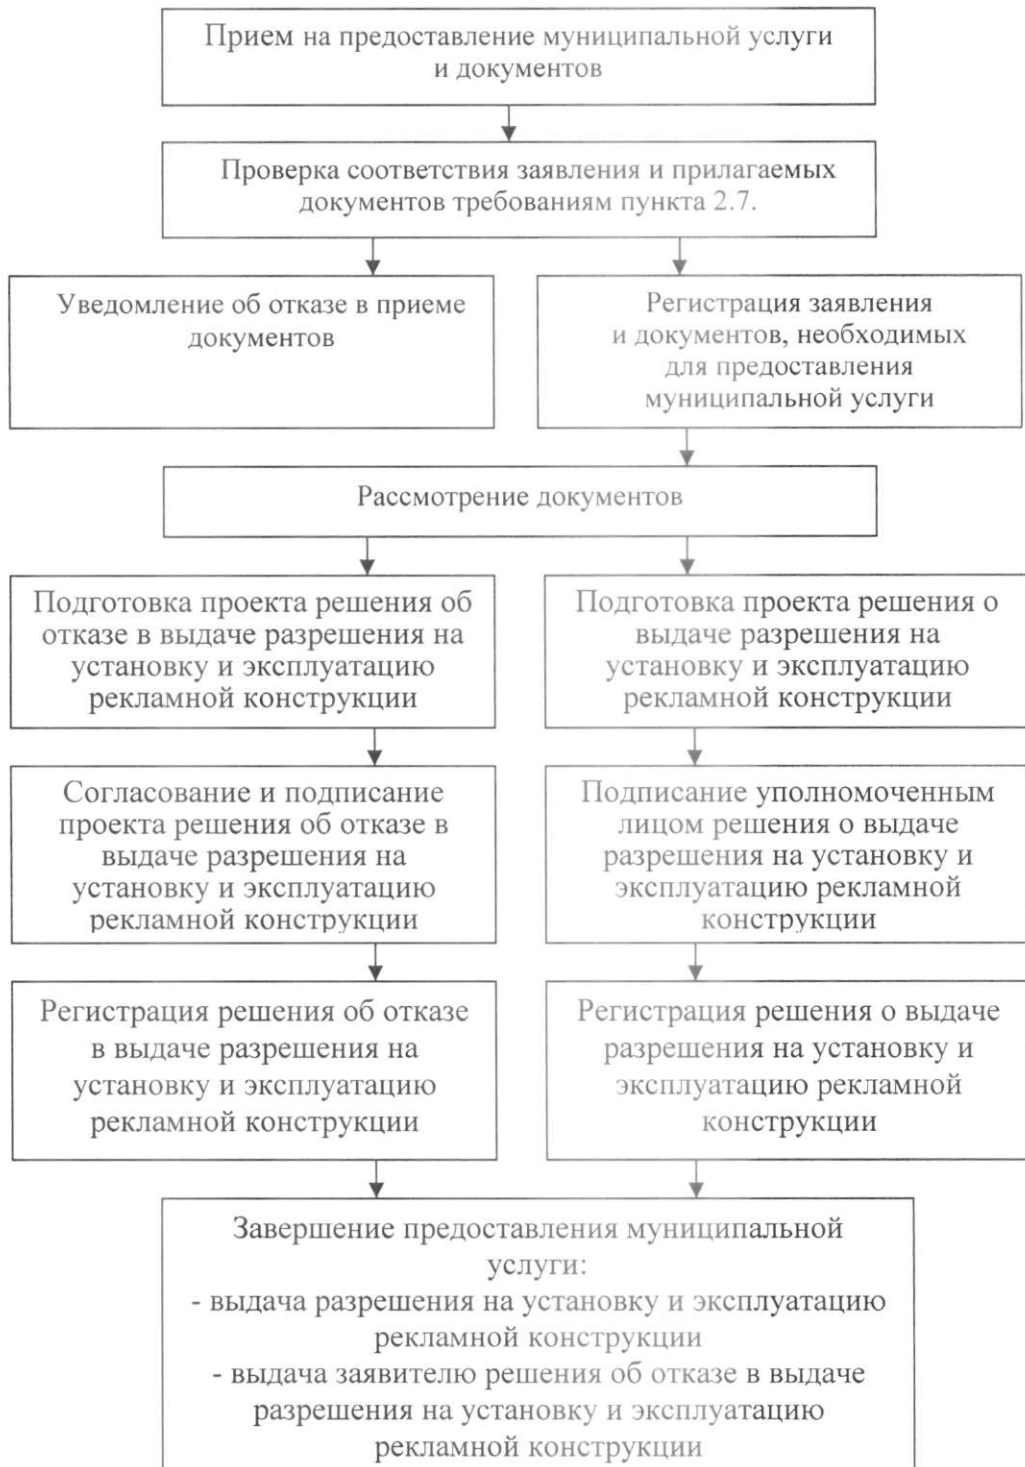 Прием на предоставление муниципальной услуги
и документов
Проверка соответствия заявления и прилагаемых
документов требованиям пункта 2.7.
Уведомление об отказе в приеме
документов
Регистрация заявления
и документов, необходимых
для предоставления
муниципальной услуги
Рассмотрение документов
Подготовка проекта решения об
отказе в выдаче разрешения на
установку и эксплуатацию
рекламной конструкции
Подготовка проекта решения о
выдаче разрешения на
установку и эксплуатацию
рекламной конструкции
Согласование и подписание
проекта решения об отказе в
выдаче разрешения на
установку и эксплуатацию
рекламной конструкции
Подписание уполномоченным
лицом решения о выдаче
разрешения на установку и
эксплуатацию рекламной
конструкции
Регистрация решения об отказе
в выдаче разрешения на
установку и эксплуатацию
рекламной конструкции
Регистрация решения о выдаче
разрешения на установку и
эксплуатацию рекламной
конструкции
Завершение предоставления муниципальной
услуги:
- выдача разрешения на установку и эксплуатацию
рекламной конструкции
- выдача заявителю решения об отказе в выдаче
разрешения на установку и эксплуатацию
рекламной конструкции